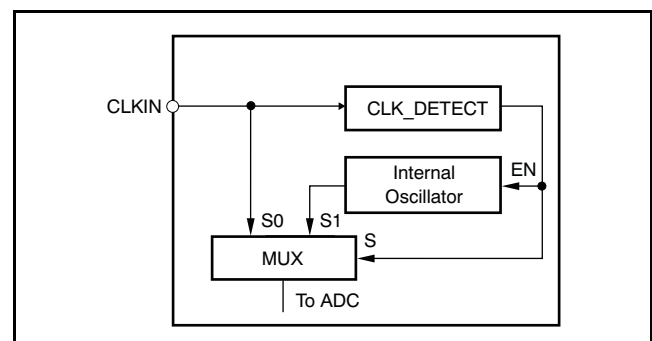 CLKIN
CLK_DETECT
Internal
Oscillator
EN
S0
S1
S
MUX
To ADC